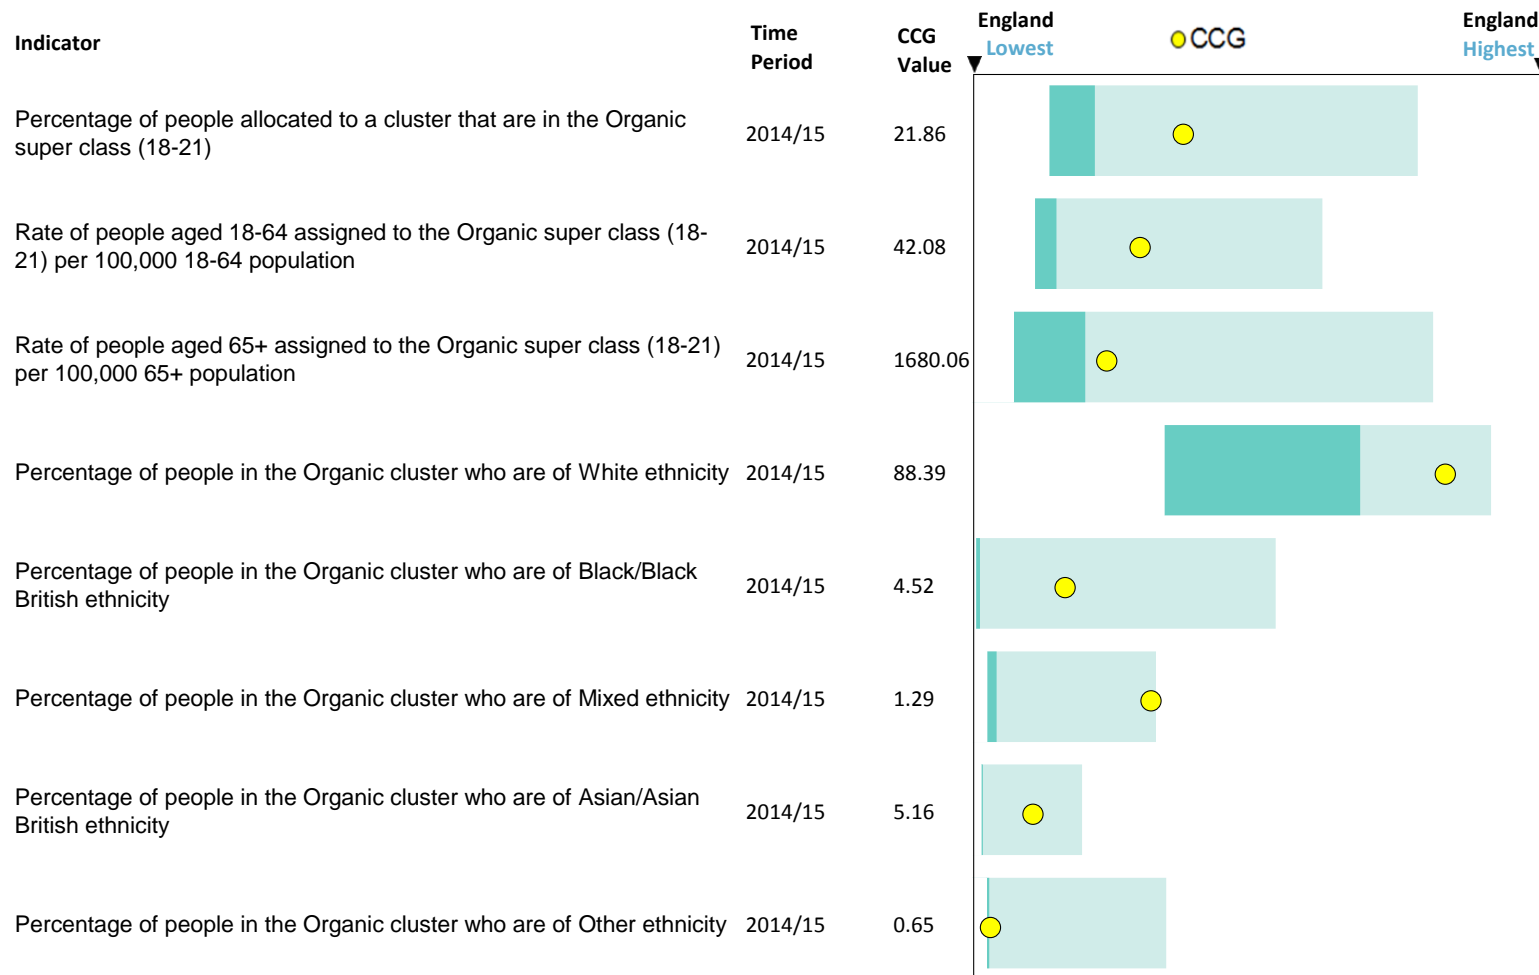 Indicator
Time
Period
CCG
Value
England
Lowest
CCG
England
Highest
Percentage of people allocated to a cluster that are in the Organic
super class (18-21)
2014/15
21.86
Rate of people aged 18-64 assigned to the Organic super class (18-
21) per 100,000 18-64 population
2014/15
42.08
Rate of people aged 65+ assigned to the Organic super class (18-21)
per 100,000 65+ population
2014/15
1680.06
Percentage of people in the Organic cluster who are of White ethnicity
2014/15
88.39
Percentage of people in the Organic cluster who are of Black/Black
British ethnicity
2014/15
4.52
Percentage of people in the Organic cluster who are of Mixed ethnicity
2014/15
1.29
Percentage of people in the Organic cluster who are of Asian/Asian
British ethnicity
2014/15
5.16
Percentage of people in the Organic cluster who are of Other ethnicity
2014/15
0.65